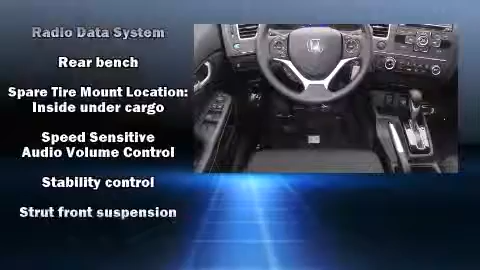 Radio Data System
Rear bench
Spare Tire Mount Location:
Inside under cargo
Speed Sensitive
Audio Volume Control
Stability control
Strut front suspension